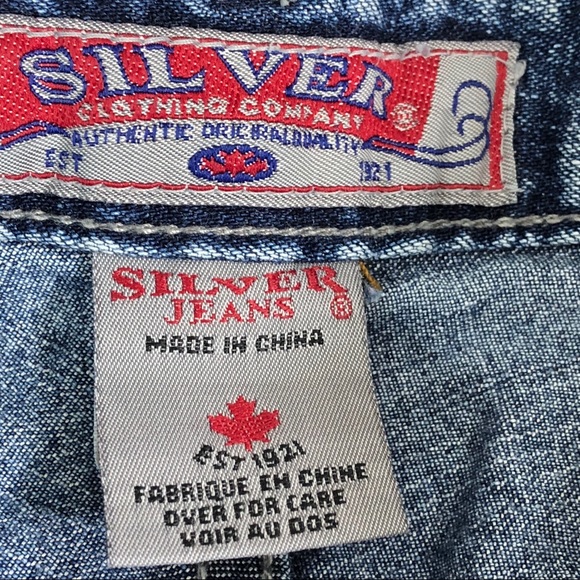 SILVER ®
CLOTHING COMPANY
AUTHENTIC ORIGINAL QUALITY
EST 1921
SILVER
JEANS ®
MADE IN CHINA
EST 1921
FABRIQUE EN CHINE
OVER FOR CARE
VOIR AU DOS